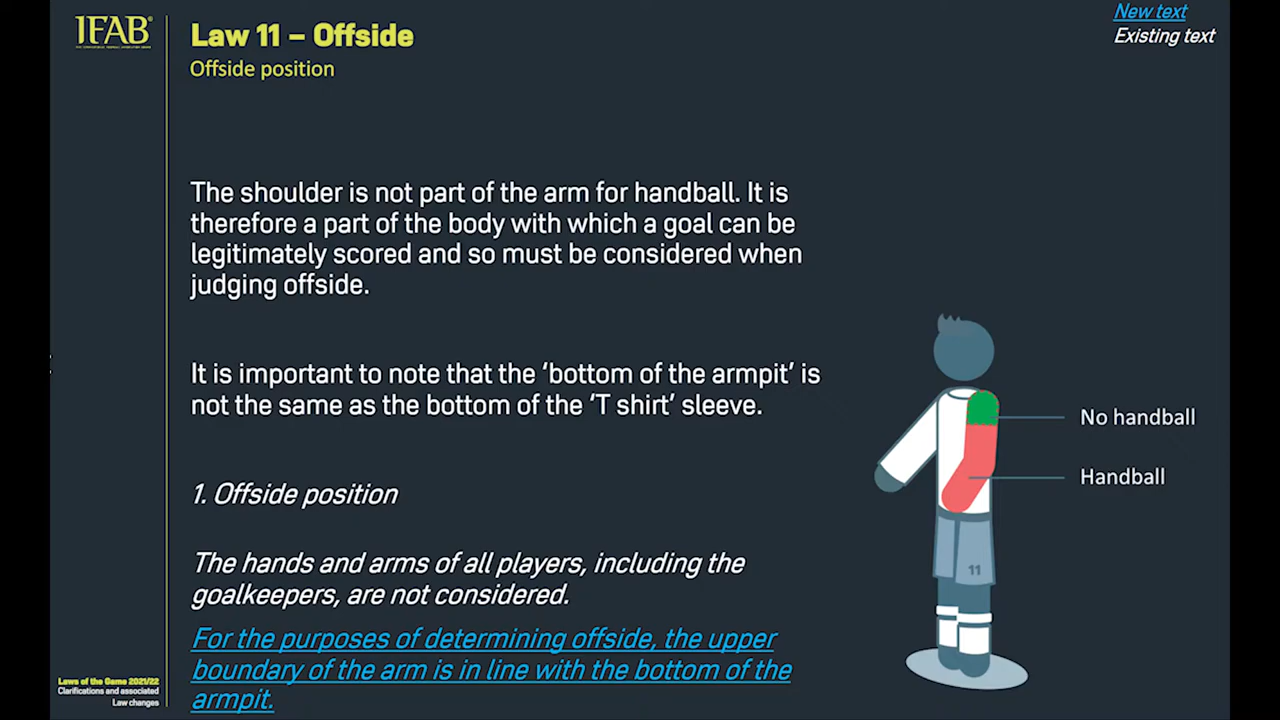 IFAB
Law 11 – Offside
Offside position
New text
Existing text
The shoulder is not part of the arm for handball. It is
therefore a part of the body with which a goal can be
legitimately scored and so must be considered when
judging offside.
It is important to note that the ‘bottom of the armpit’ is
not the same as the bottom of the ‘T shirt’ sleeve.
1. Offside position
The hands and arms of all players, including the
goalkeepers, are not considered.
For the purposes of determining offside, the upper
boundary of the arm is in line with the bottom of the
armpit.
No handball
Handball
11
Laws of the Game 2021/22
Clarifications and associated
Law changes